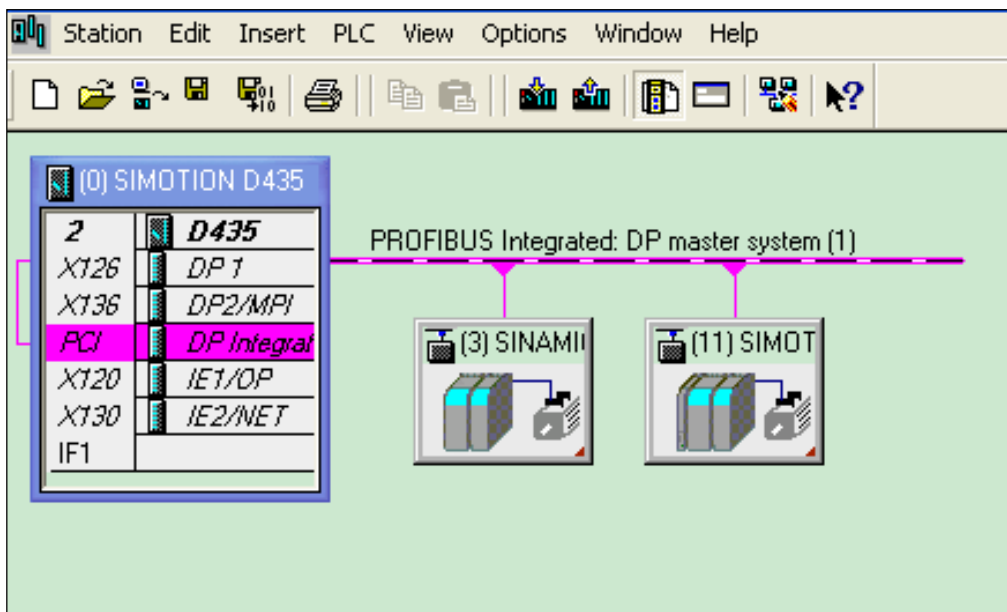 Station Edit Insert PLC View Options Window Help
(0) SIMOTION D435
2 D435
X126 DP 1
X136 DP2/MPI
PCI DP Integrat
X120 IE1/OP
X130 IE2/NET
IF1
PROFIBUS Integrated: DP master system (1)
(3) SINAMI
(11) SIMOT